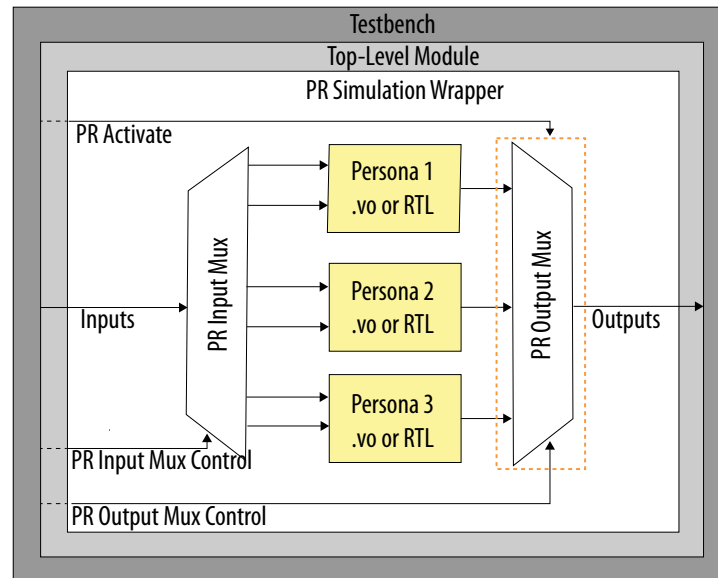 Testbench
Top-Level Module
PR Simulation Wrapper
PR Activate
Persona 1
.vo or RTL
PR Input Mux
Persona 2
.vo or RTL
PR Output Mux
Inputs
Outputs
Persona 3
.vo or RTL
PR Input Mux Control
PR Output Mux Control